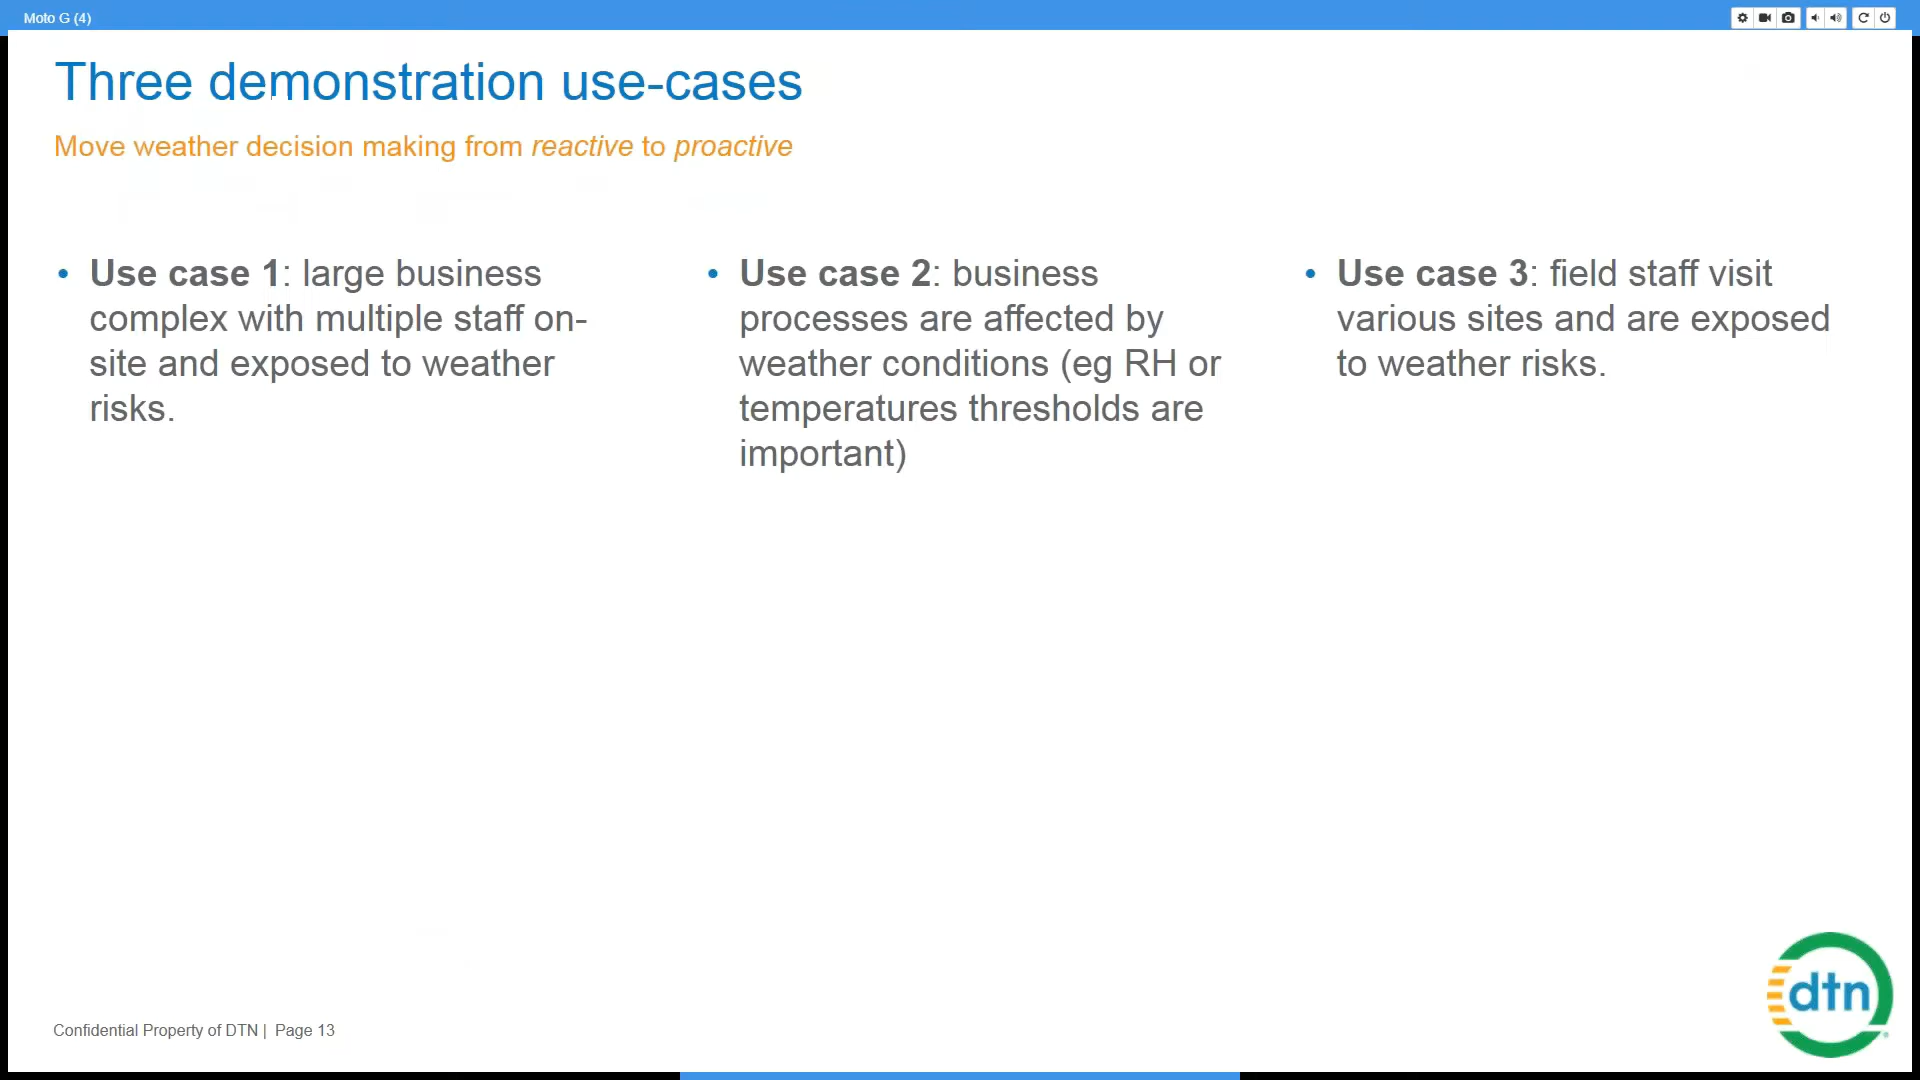 Moto G (4)
Three demonstration use-cases
Move weather decision making from reactive to proactive
• Use case 1: large business
complex with multiple staff on-
site and exposed to weather
risks.
• Use case 2: business
processes are affected by
weather conditions (eg RH or
temperatures thresholds are
important)
• Use case 3: field staff visit
various sites and are exposed
to weather risks.
Confidential Property of DTN | Page 13
dtn